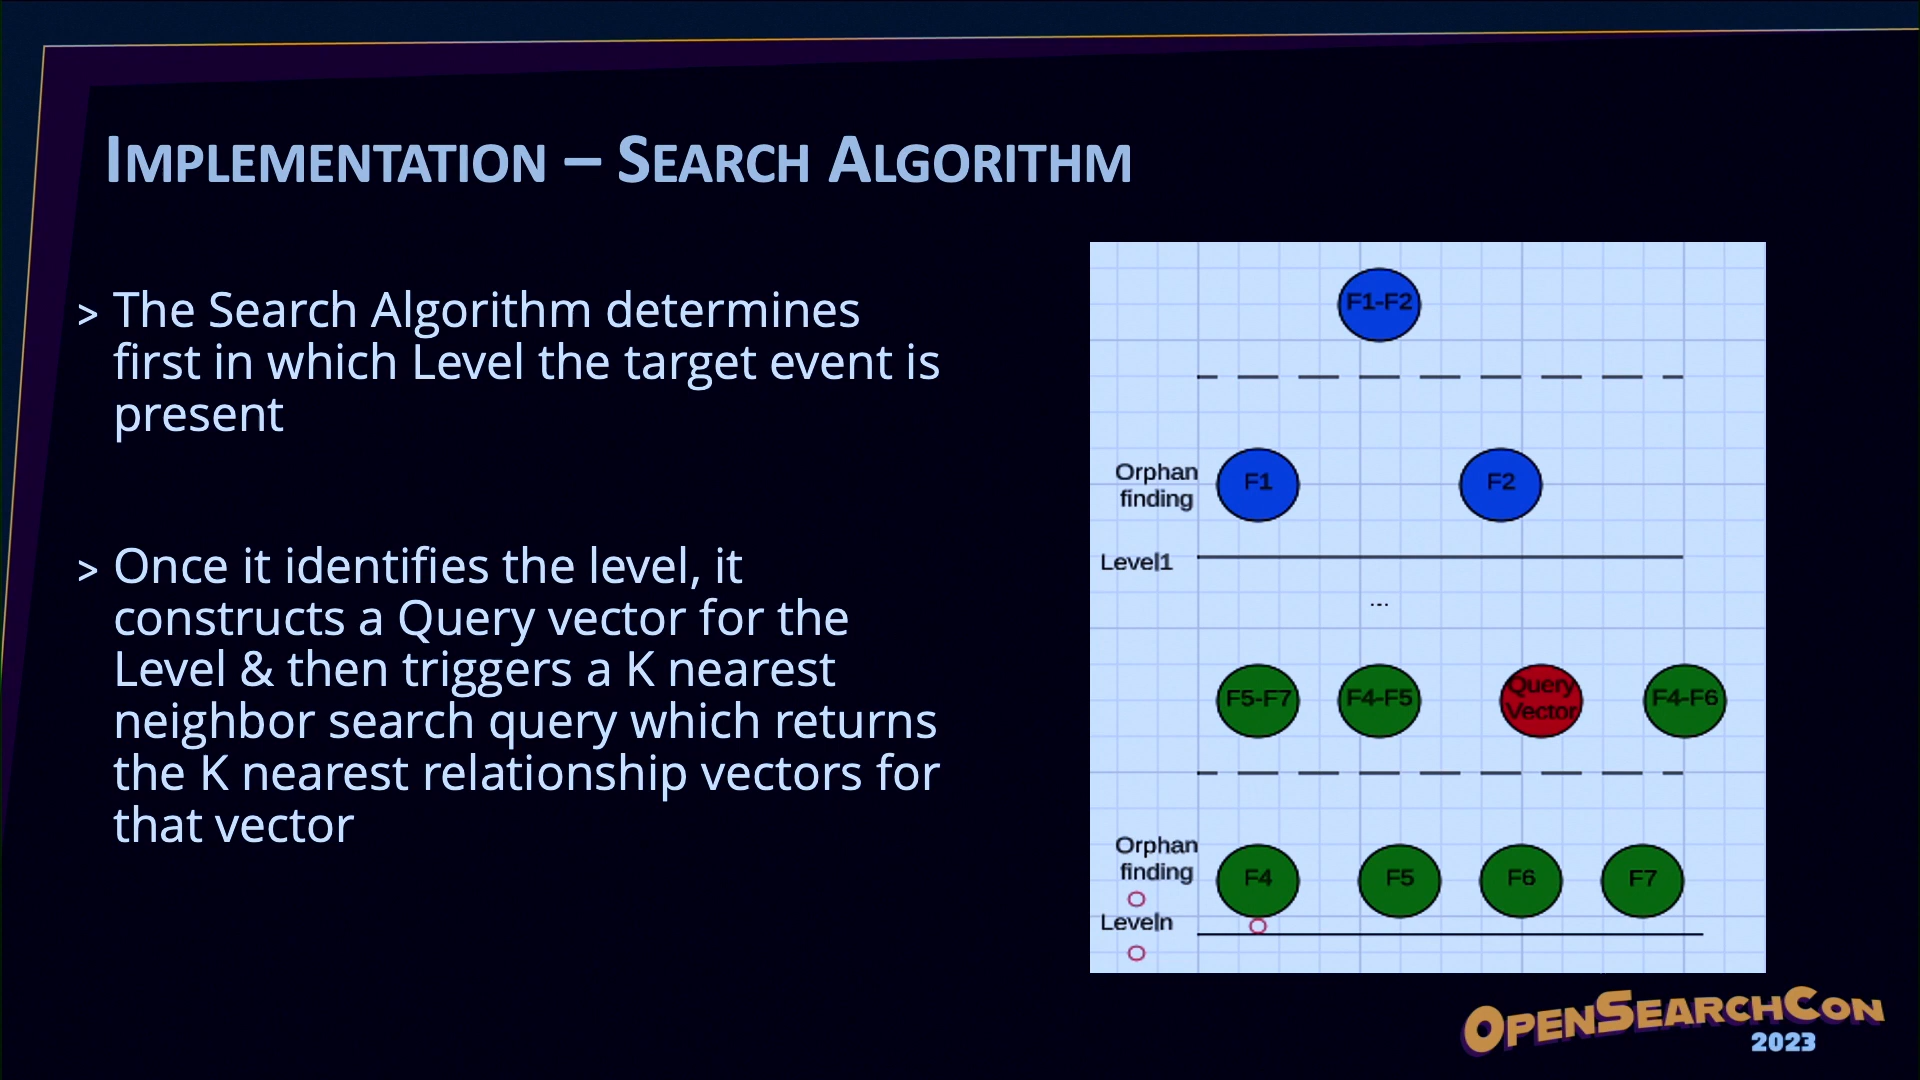 IMPLEMENTATION – SEARCH ALGORITHM
> The Search Algorithm determines
first in which Level the target event is
present
> Once it identifies the level, it
constructs a Query vector for the
Level & then triggers a K nearest
neighbor search query which returns
the K nearest relationship vectors for
that vector
F1-F2
Orphan
finding
F1
F2
Level1
...
F5-F7
F4-F5
Query
Vector
F4-F6
Orphan
finding
F4
F5
F6
F7
Leveln
OPENSEARCHCON
2023